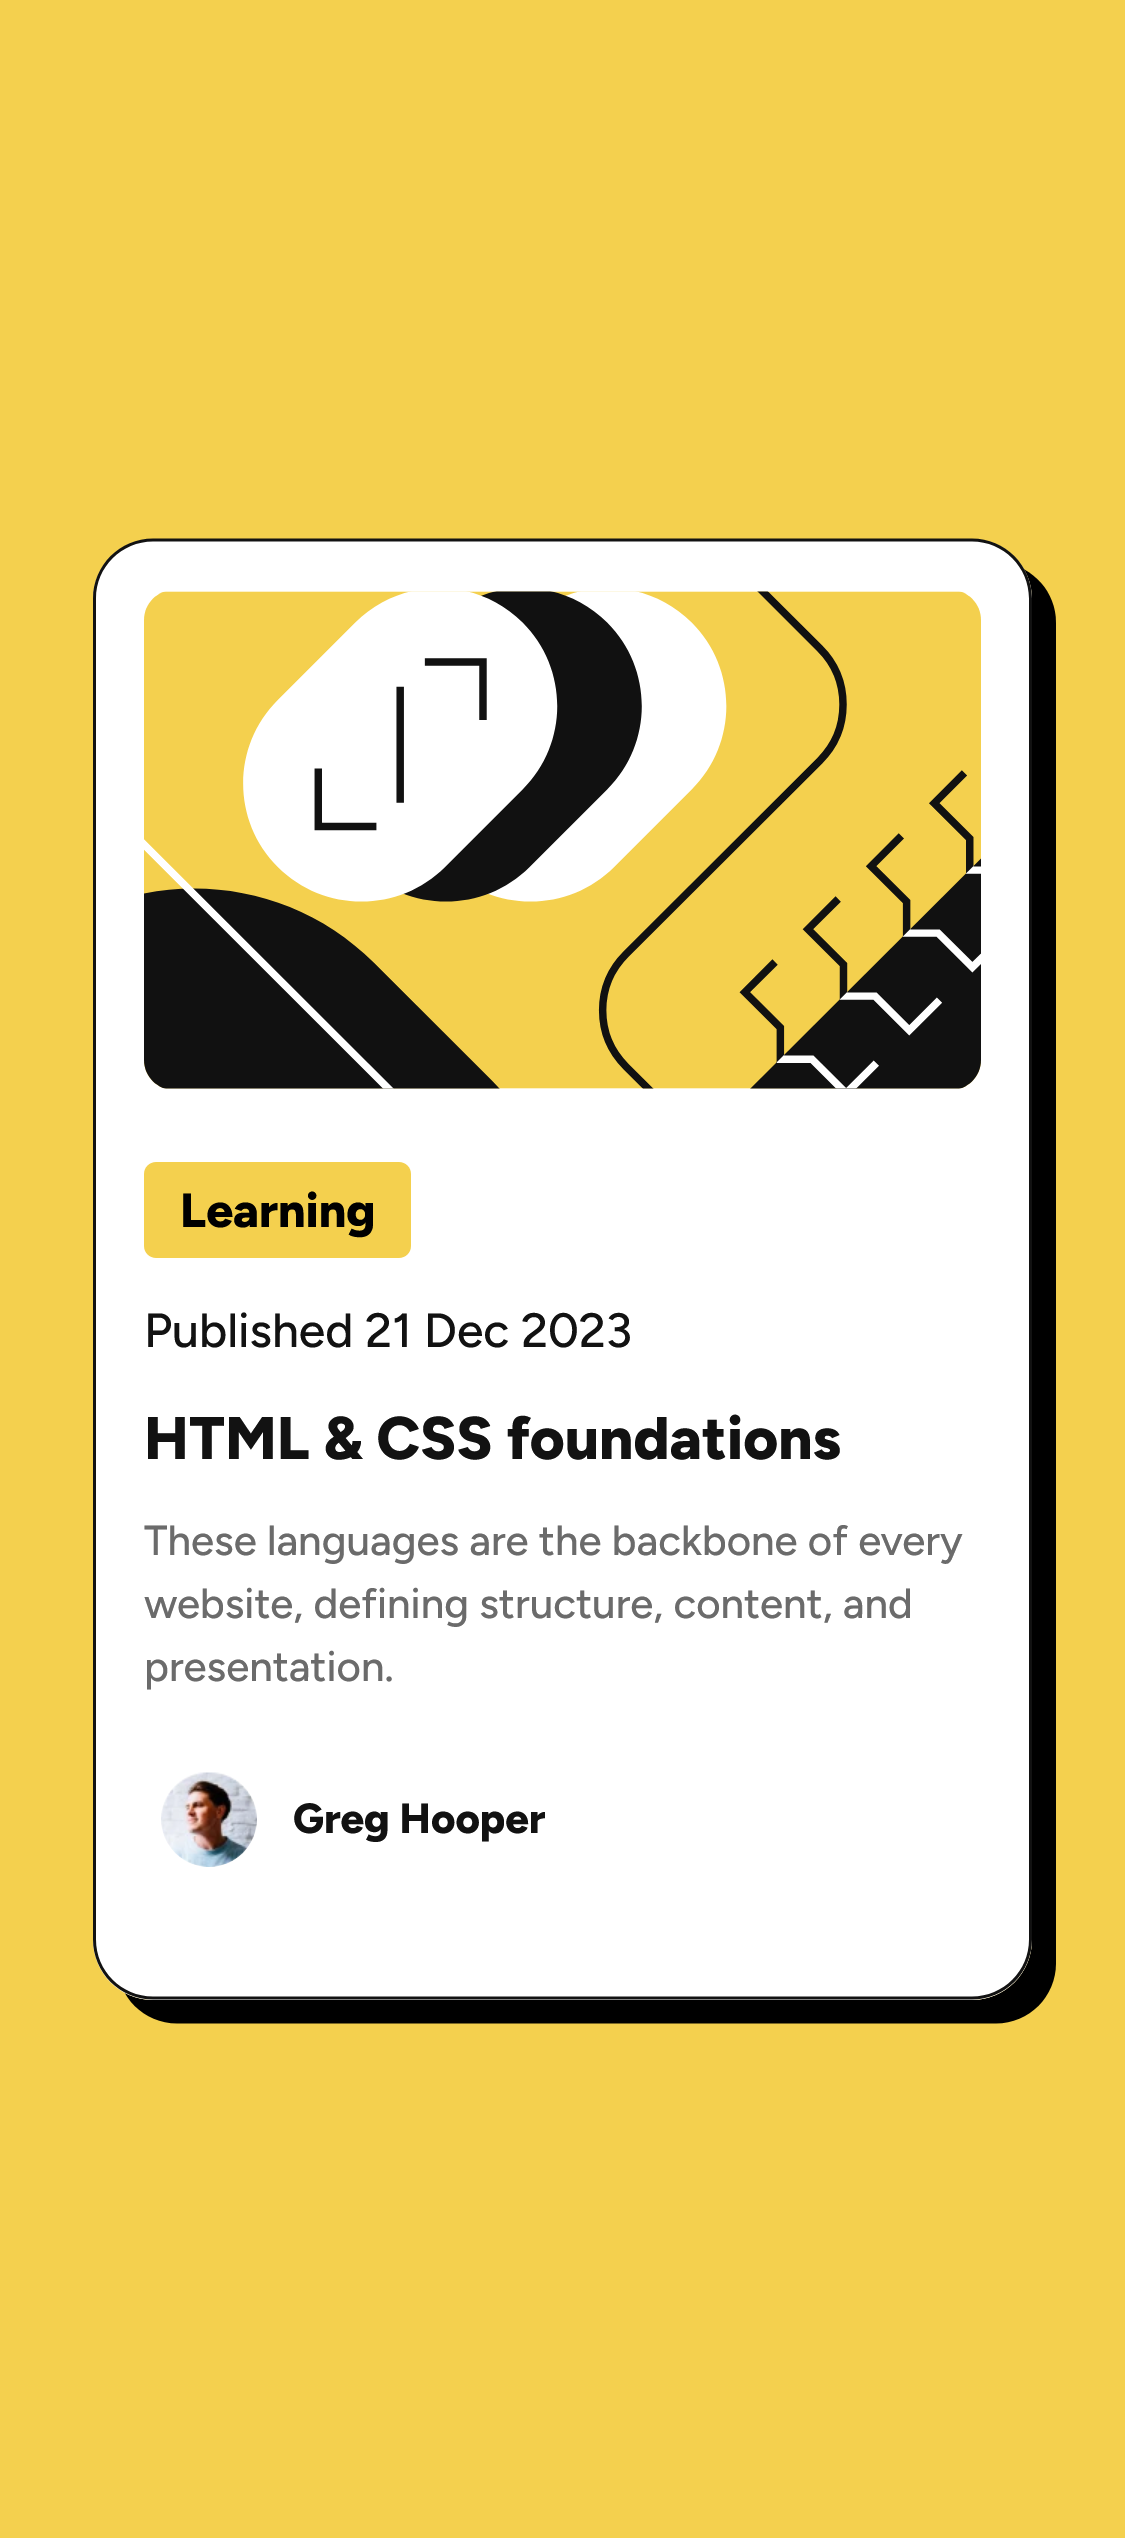 Learning
Published 21 Dec 2023
HTML & CSS foundations
These languages are the backbone of every
website, defining structure, content, and
presentation.
Greg Hooper